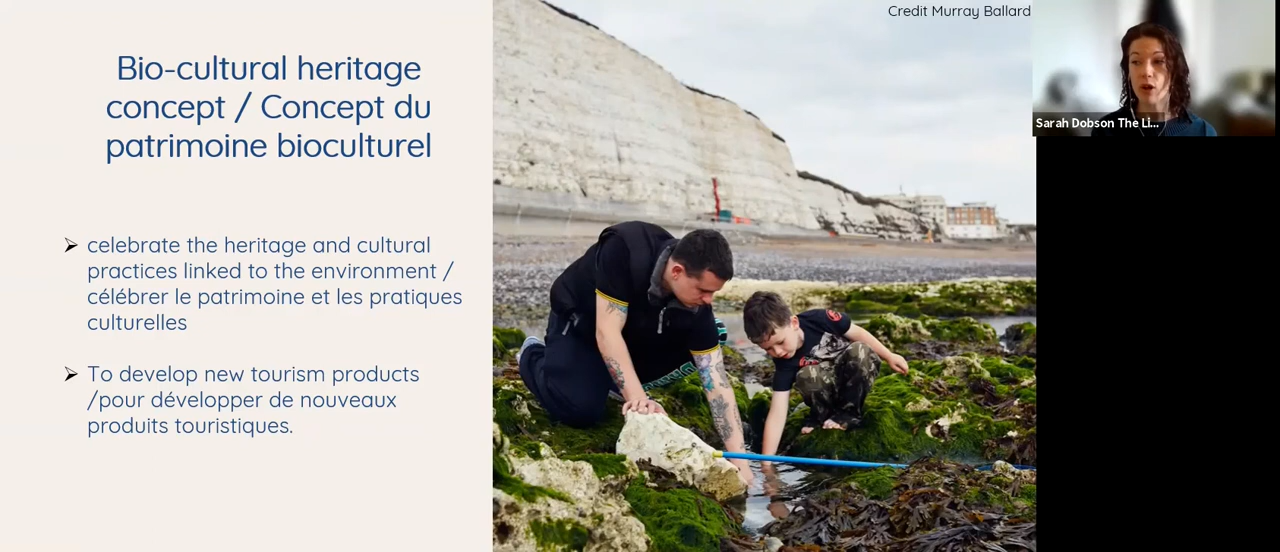 Credit Murray Ballard
Bio-cultural heritage
concept / Concept du
patrimoine bioculturel
➢ celebrate the heritage and cultural
practices linked to the environment /
célébrer le patrimoine et les pratiques
culturelles
➢ To develop new tourism products
/pour développer de nouveaux
produits touristiques.
Sarah Dobson The Li...